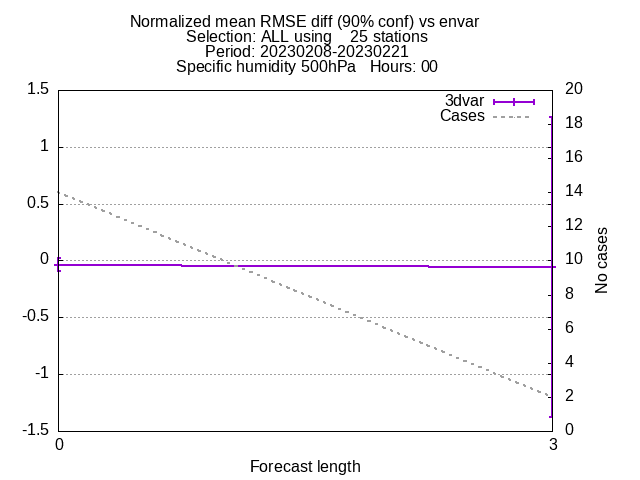 Normalized mean RMSE diff (90% conf) vs envar
Selection: ALL using    25 stations
Period: 20230208-20230221
Specific humidity 500hPa   Hours: 00
3dvar
Cases
1.5
1
0.5
0
-0.5
-1
-1.5
20
18
16
14
12
10
8
6
4
2
0
No cases
0
3
Forecast length